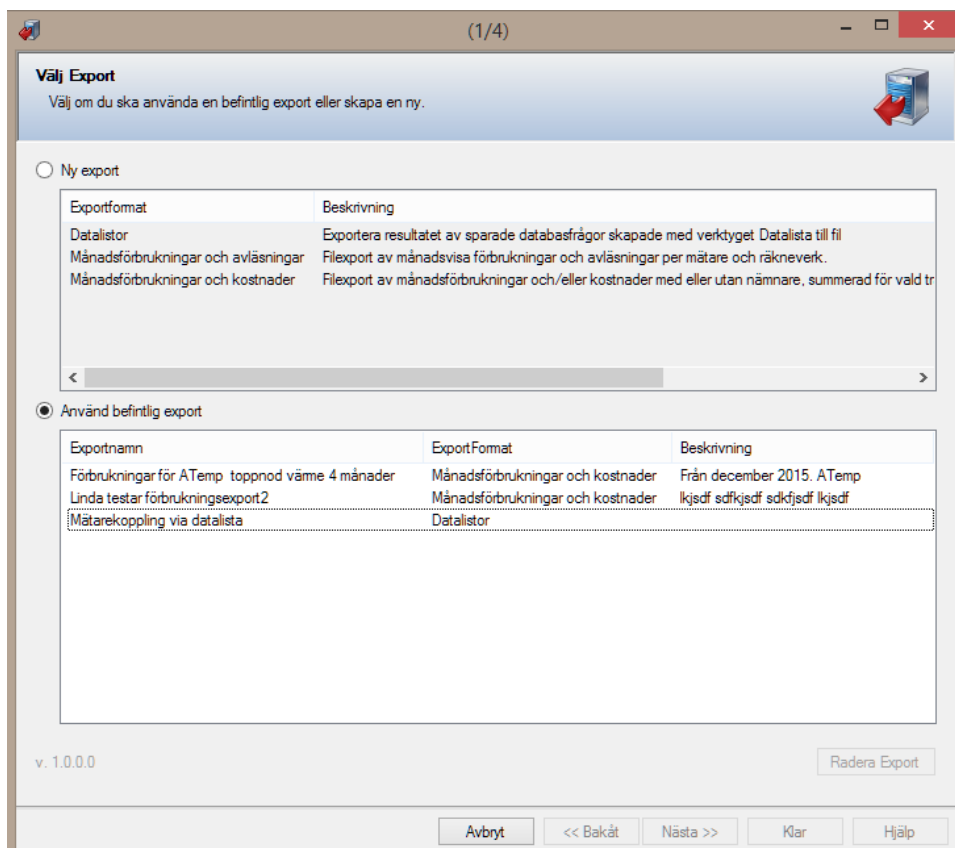 (1/4)
Välj Export
Välj om du ska använda en befintlig export eller skapa en ny.
Ny export
Exportformat Beskrivning
Datalistor Exportera resultatet av sparade databasfrågor skapade med verktyget Datalista till fil
Månadsförbrukningar och avläsningar Filexport av månadsvisa förbrukningar och avläsningar per mätare och räkneverk.
Månadsförbrukningar och kostnader Filexport av månadsförbrukningar och/eller kostnader med eller utan nämnare, summerad för vald tr
Använd befintlig export
Exportnamn ExportFormat Beskrivning
Förbrukningar för ATemp toppnod värme 4 månader Månadsförbrukningar och kostnader Från december 2015. ATemp
Linda testar förbrukningsexport2 Månadsförbrukningar och kostnader lkjsdf sdfkjsdf sdkfjsdf lkjsdf
Mätarekoppling via datalista Datalistor
v. 1.0.0.0 Radera Export
Avbryt << Bakåt Nästa >> Klar Hjälp